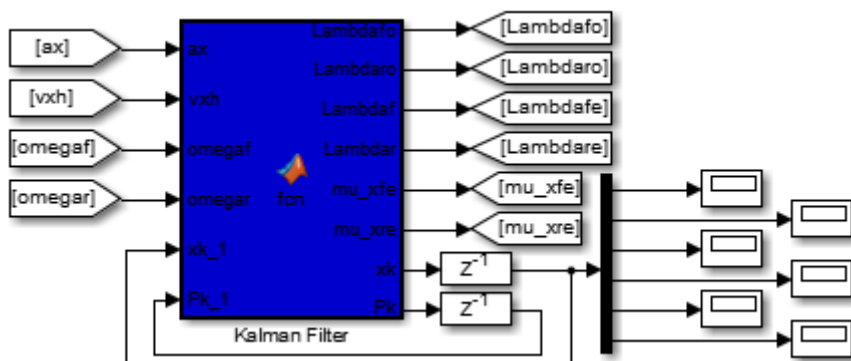 [ax]
[vxh]
[omegaf]
[omegar]
ax
vxh
omegaf
omegar
xk_1
Pk_1
fcn
Lambdafo
Lambdaro
Lambdaf
Lambdar
mu_xfe
mu_xre
xk
Pk
[Lambdafo]
[Lambdaro]
[Lambdafe]
[Lambdare]
[mu_xfe]
[mu_xre]
Z-1
Z-1
Kalman Filter